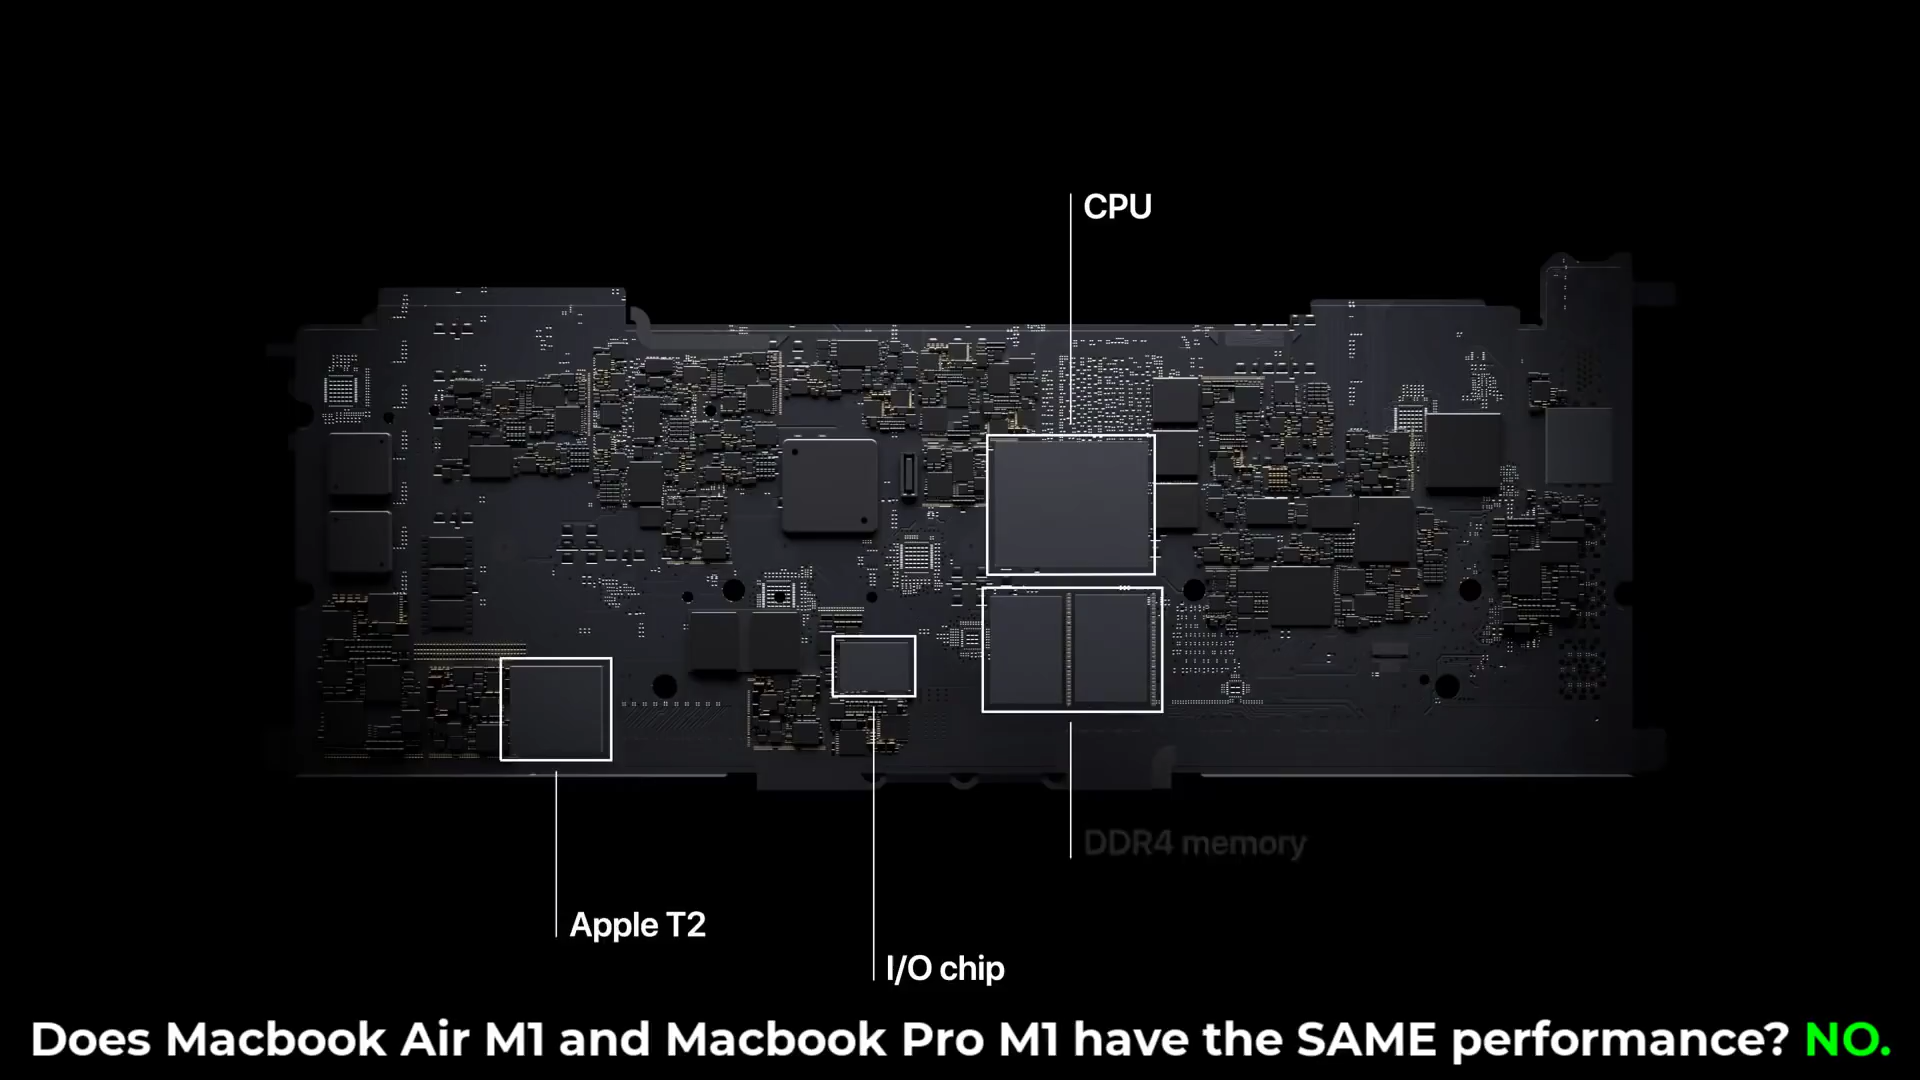 CPU
DDR4 memory
Apple T2
I/O chip
Does Macbook Air M1 and Macbook Pro M1 have the SAME performance? NO.